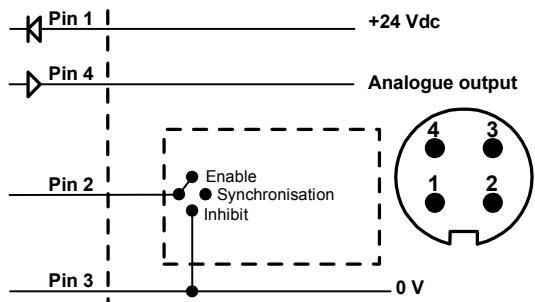 Pin 1
+24 Vdc
Pin 4
Analogue output
4 3
Enable
Pin 2
Synchronisation
1 2
Inhibit
Pin 3
0 V